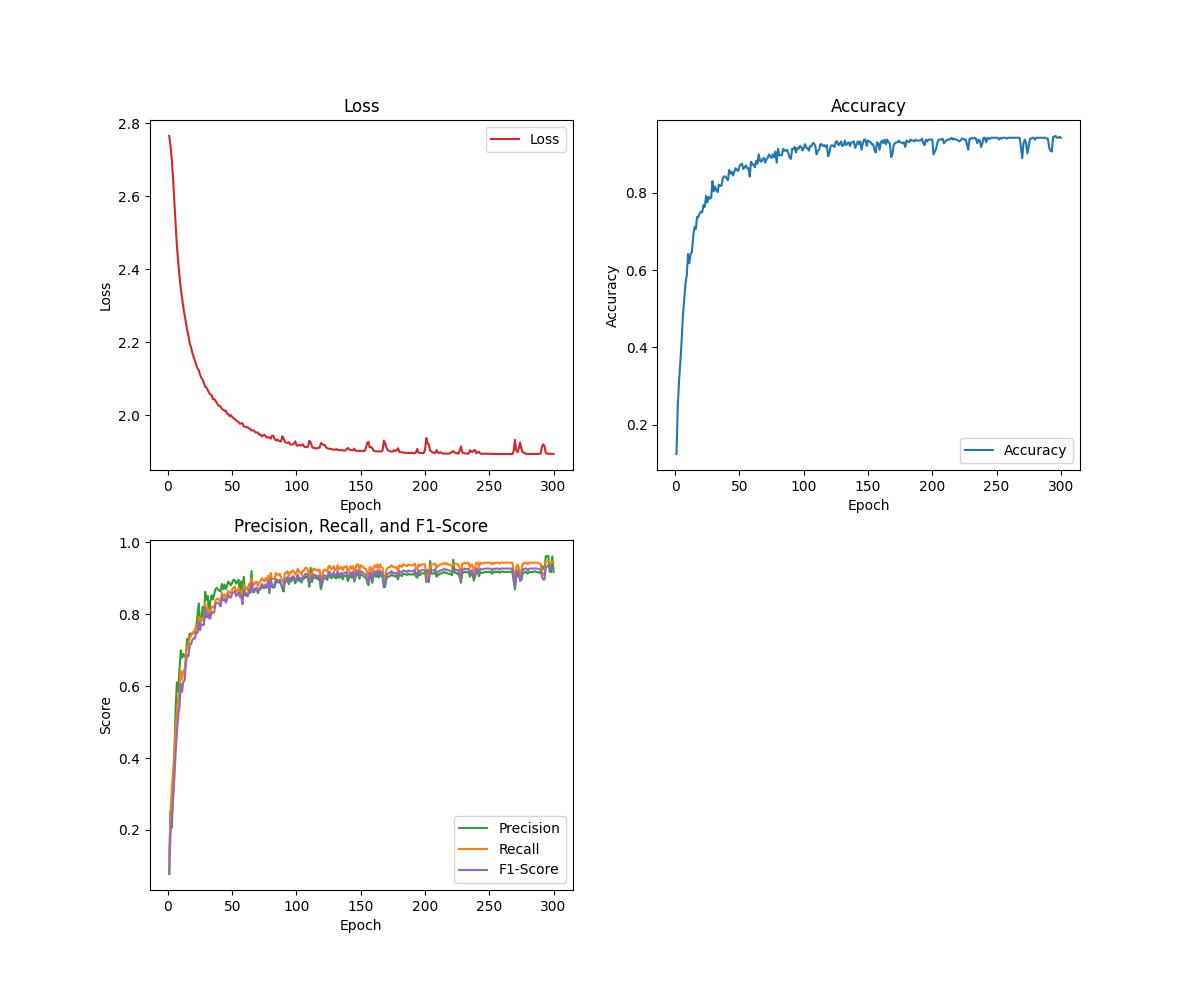 Loss
2.8
2.6
2.4
2.2
2.0
Loss
Loss
0 50 100 150 200 250 300
Epoch
Accuracy
0.8
0.6
0.4
0.2
Accuracy
Accuracy
0 50 100 150 200 250 300
Epoch
Precision, Recall, and F1-Score
1.0
0.8
0.6
0.4
0.2
Score
Precision
Recall
F1-Score
0 50 100 150 200 250 300
Epoch